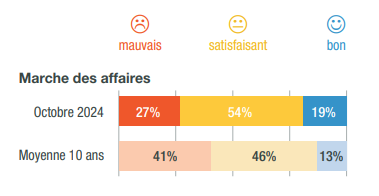 mauvais satisfaisant bon
Marche des affaires
Octobre 2024 27% 54% 19%
Moyenne 10 ans 41% 46% 13%